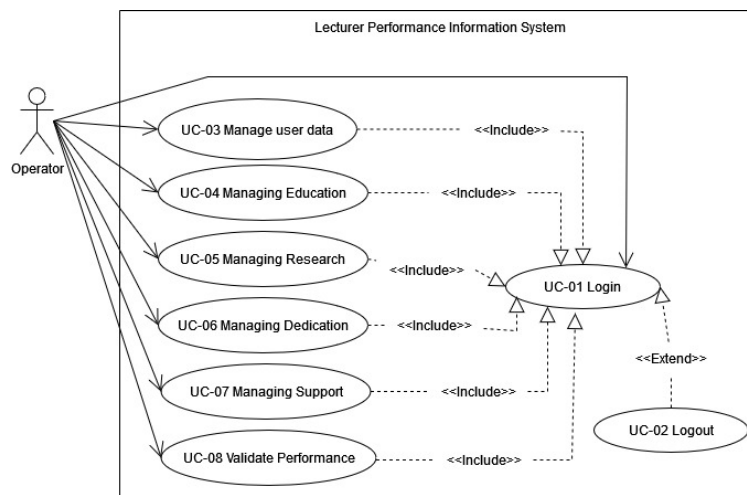 Lecturer Performance Information System
Operator
UC-03 Manage user data
<<Include>>
UC-04 Managing Education
<<Include>>
UC-05 Managing Research
<<Include>>
UC-01 Login
UC-06 Managing Dedication
<<Include>>
<<Extend>>
UC-07 Managing Support
<<Include>>
UC-02 Logout
UC-08 Validate Performance
<<Include>>